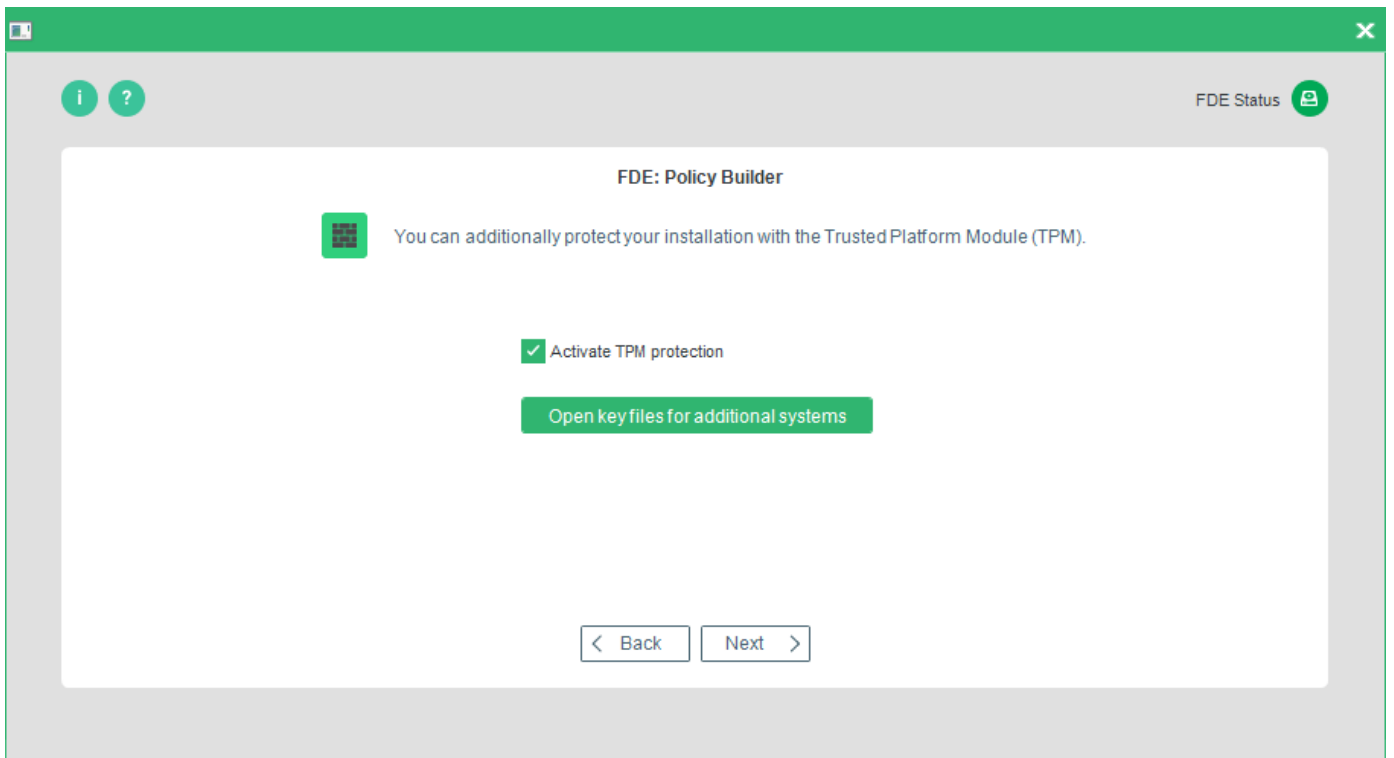 i ?
FDE Status
FDE: Policy Builder
You can additionally protect your installation with the Trusted Platform Module (TPM).
Activate TPM protection
Open key files for additional systems
Back
Next